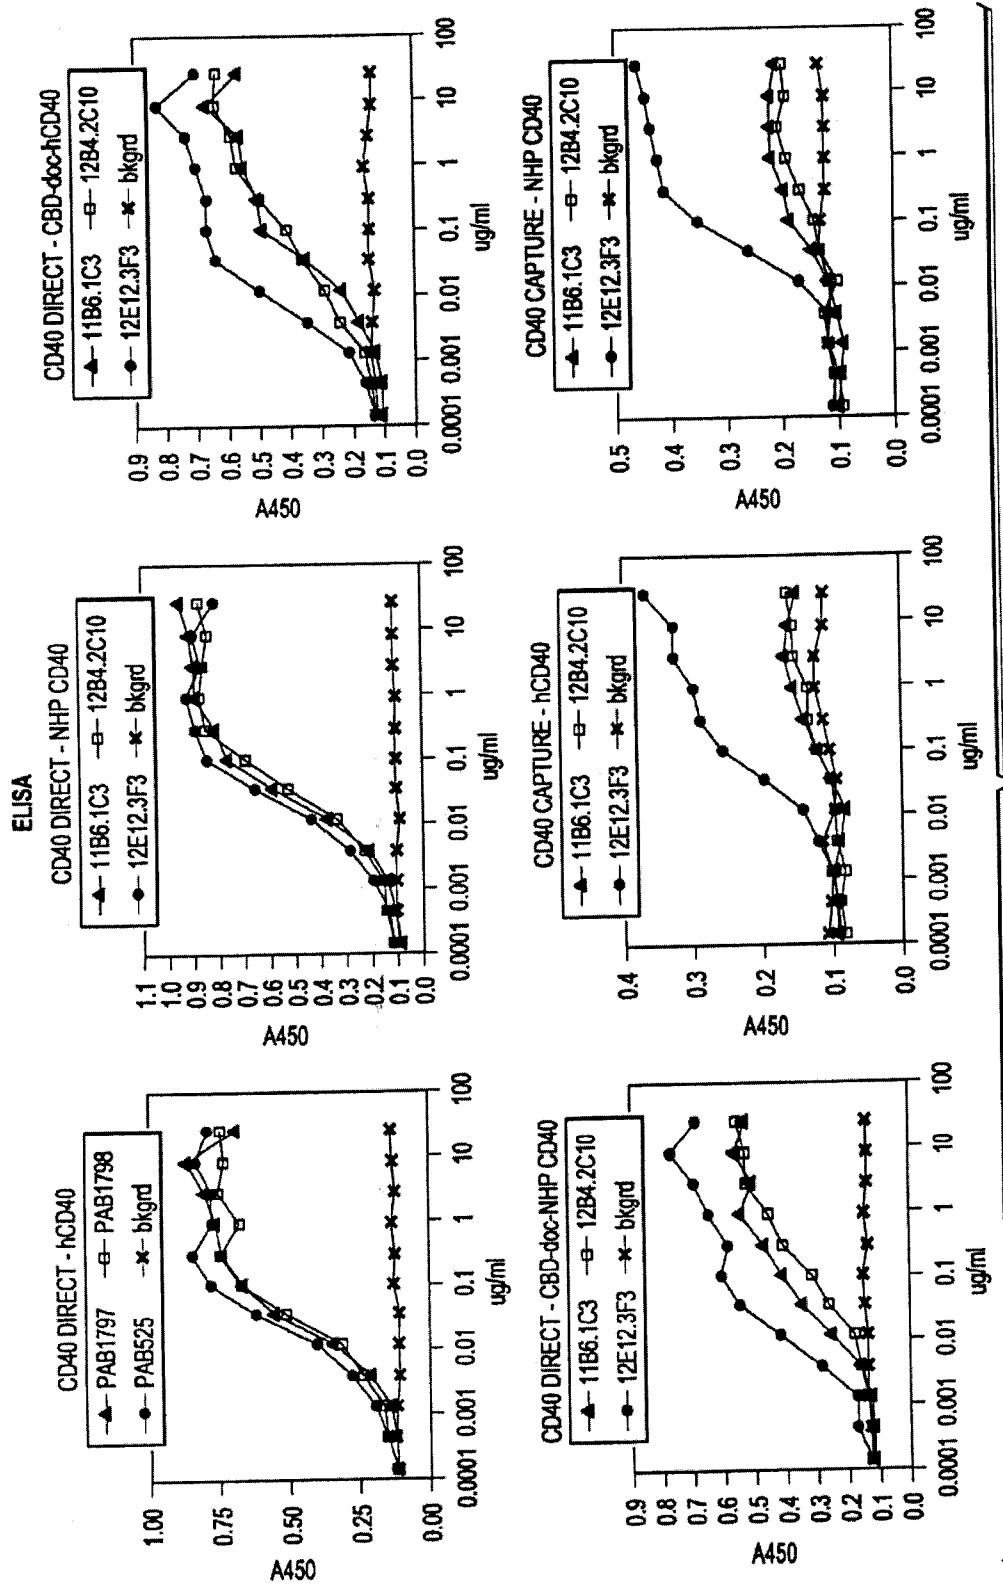 ELISA
CD40 DIRECT - hCD40
PAB1797 PAB1798
PAB525 bkgrd
1.00
0.75
0.50
0.25
0.00
A450
0.0001 0.001 0.01 0.1 1 10 100
ug/ml
CD40 DIRECT - NHP CD40
11B6.1C3 12B4.2C10
12E12.3F3 bkgrd
1.1
1.0
0.9
0.8
0.7
0.6
0.5
0.4
0.3
0.2
0.1
0.0
A450
0.0001 0.001 0.01 0.1 1 10 100
ug/ml
CD40 DIRECT - CBD-doc-hCD40
11B6.1C3 12B4.2C10
12E12.3F3 bkgrd
0.9
0.8
0.7
0.6
0.5
0.4
0.3
0.2
0.1
0.0
A450
0.0001 0.001 0.01 0.1 1 10 100
ug/ml
CD40 DIRECT - CBD-doc-NHP CD40
11B6.1C3 12B4.2C10
12E12.3F3 bkgrd
0.9
0.8
0.7
0.6
0.5
0.4
0.3
0.2
0.1
0.0
A450
0.0001 0.001 0.01 0.1 1 10 100
ug/ml
CD40 CAPTURE - hCD40
11B6.1C3 12B4.2C10
12E12.3F3 bkgrd
0.4
0.3
0.2
0.1
0.0
A450
0.0001 0.001 0.01 0.1 1 10 100
ug/ml
CD40 CAPTURE - NHP CD40
11B6.1C3 12B4.2C10
12E12.3F3 bkgrd
0.5
0.4
0.3
0.2
0.1
0.0
A450
0.0001 0.001 0.01 0.1 1 10 100
ug/ml